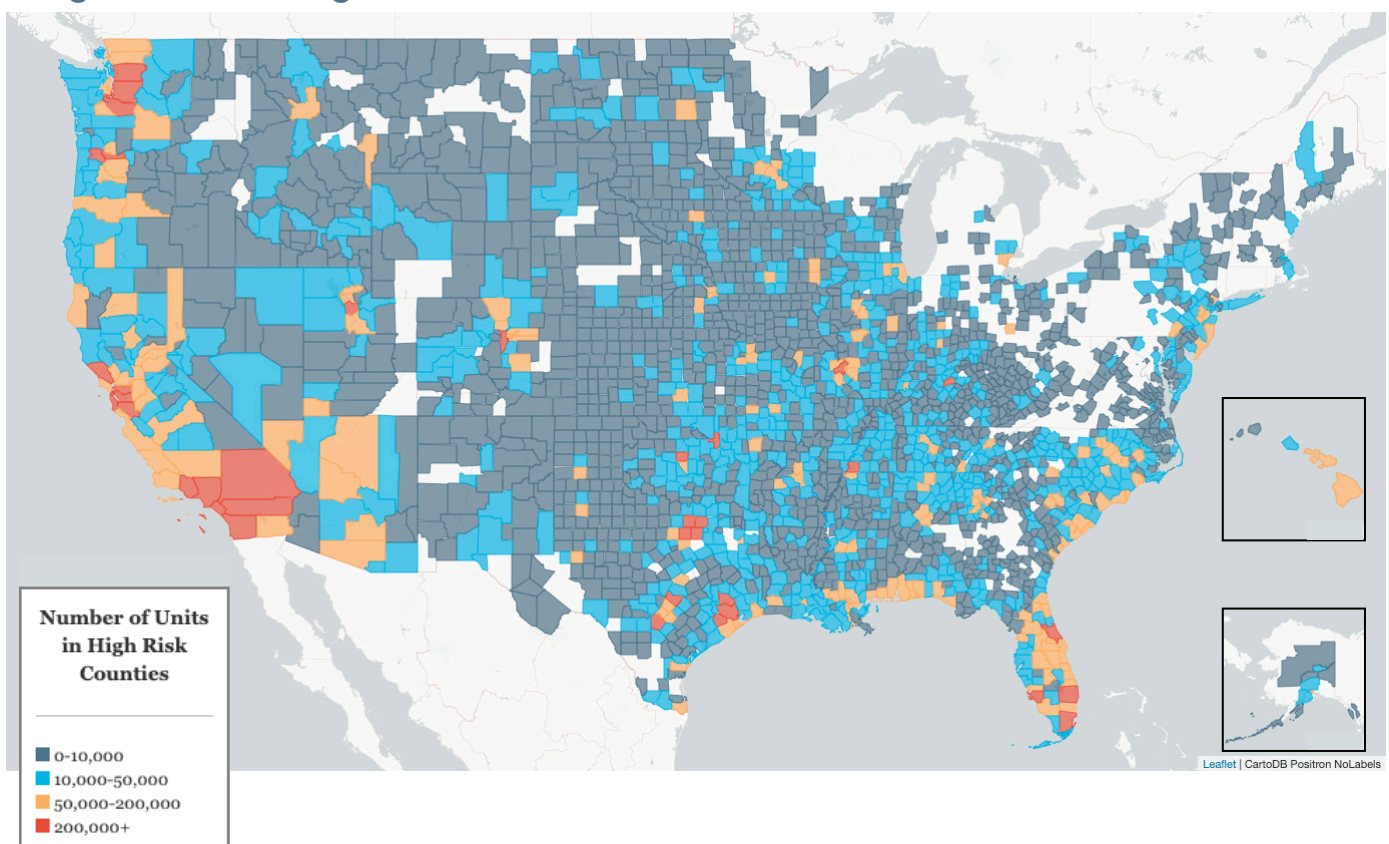 Number of Units
in High Risk
Counties
0-10,000
10,000-50,000
50,000-200,000
200,000+
Leaflet | CartoDB Positron NoLabels